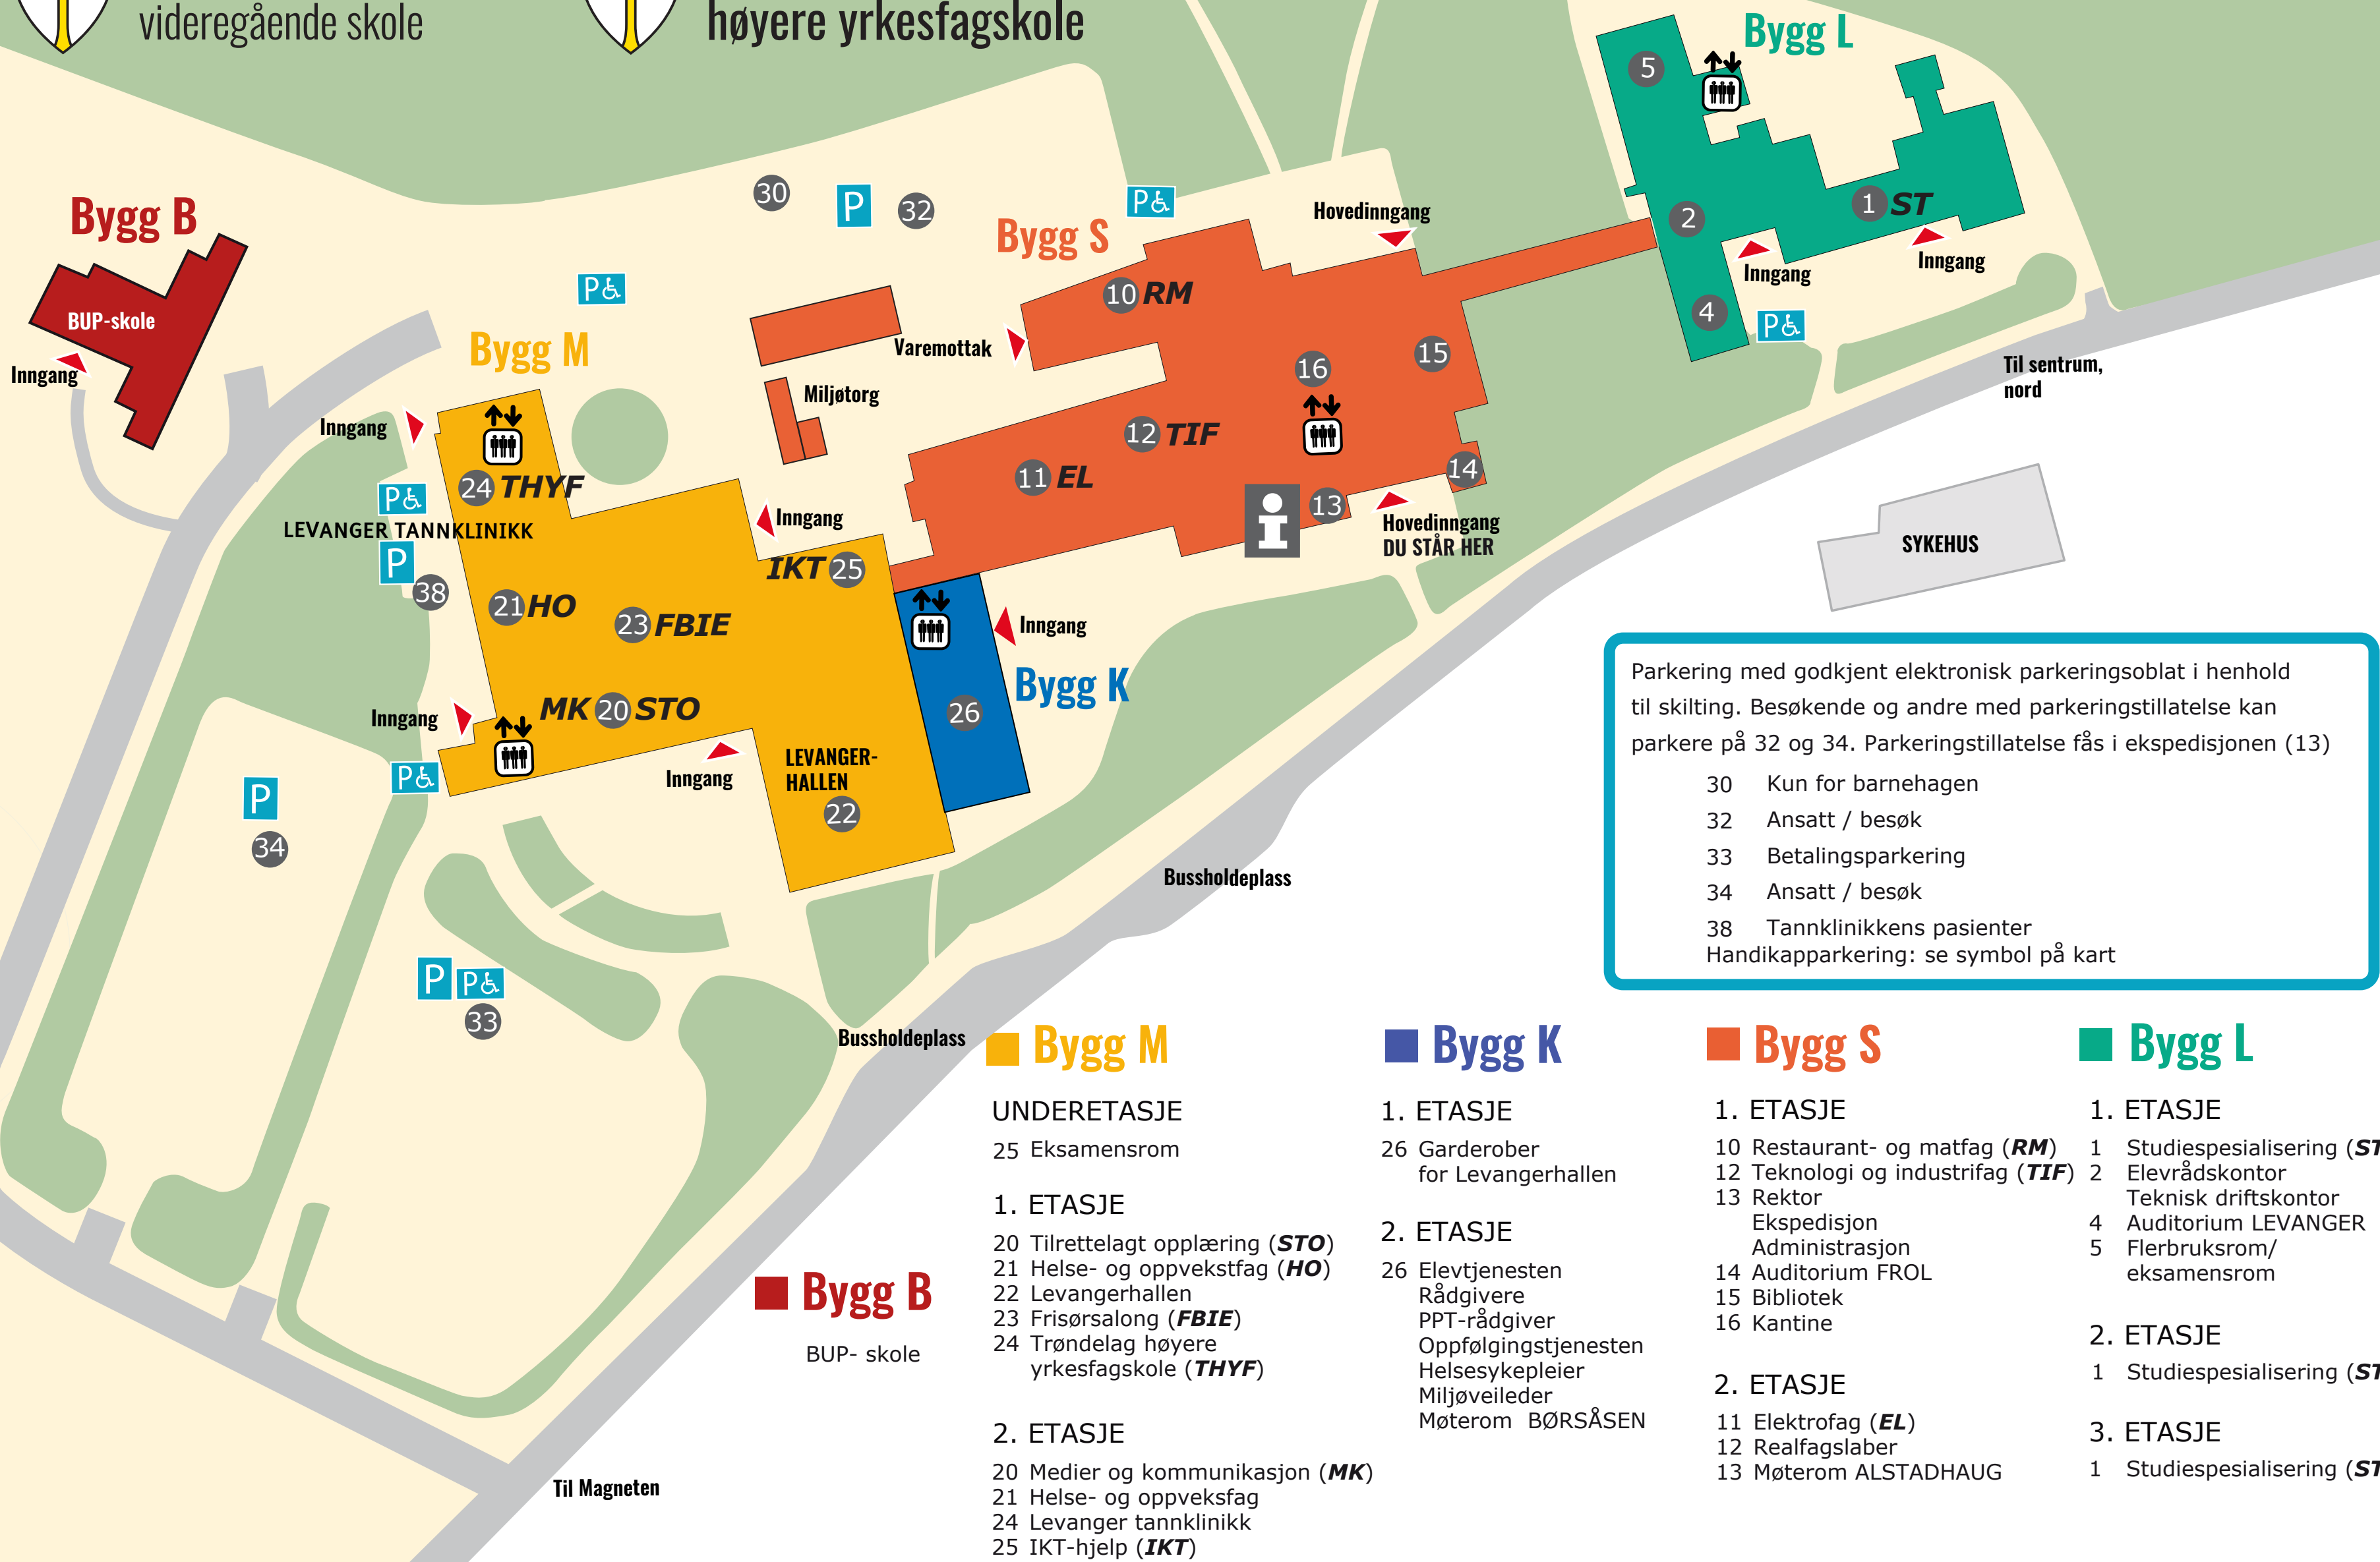 videregående skole
høyere yrkesfagskole
Bygg L
5
30
P
32
P
Bygg B
Bygg S
Hovedinngang
2
1 ST
Inngang
Inngang
BUP-skole
Inngang
P
10 RM
4
P
Bygg M
Varemottak
16
15
Til sentrum,
nord
Miljøtorg
Inngang
12 TIF
24 THYF
11 EL
14
13
P
LEVANGER TANNKLINIKK
Inngang
Hovedinngang
DU STÅR HER
SYKEHUS
P
38
IKT 25
21 HO
23 FBIE
Inngang
Bygg K
MK 20 STO
26
Inngang
P
Inngang
LEVANGER-
HALLEN
22
P
34
Bussholdeplass
P P
33
Bussholdeplass
Til Magneten
Parkering med godkjent elektronisk parkeringsoblat i henhold
til skilting. Besøkende og andre med parkeringstillatelse kan
parkere på 32 og 34. Parkeringstillatelse fås i ekspedisjonen (13)
30 Kun for barnehagen
32 Ansatt / besøk
33 Betalingsparkering
34 Ansatt / besøk
38 Tannklinikkens pasienter
Handikapparkering: se symbol på kart
Bygg B
BUP- skole
Bygg M
UNDERETASJE
25 Eksamensrom
1. ETASJE
20 Tilrettelagt opplæring (STO)
21 Helse- og oppvekstfag (HO)
22 Levangerhallen
23 Frisørsalong (FBIE)
24 Trøndelag høyere
yrkesfagskole (THYF)
2. ETASJE
20 Medier og kommunikasjon (MK)
21 Helse- og oppveksfag
24 Levanger tannklinikk
25 IKT-hjelp (IKT)
Bygg K
1. ETASJE
26 Garderober
for Levangerhallen
2. ETASJE
26 Elevtjenesten
Rådgivere
PPT-rådgiver
Oppfølgingstjenesten
Helsesykepleier
Miljøveileder
Møterom BØRSÅSEN
Bygg S
1. ETASJE
10 Restaurant- og matfag (RM)
12 Teknologi og industrifag (TIF)
13 Rektor
Ekspedisjon
Administrasjon
14 Auditorium FROL
15 Bibliotek
16 Kantine
2. ETASJE
11 Elektrofag (EL)
12 Realfagslaber
13 Møterom ALSTADHAUG
Bygg L
1. ETASJE
1 Studiespesialisering (ST
2 Elevrådskontor
Teknisk driftskontor
4 Auditorium LEVANGER
5 Flerbruksrom/
eksamensrom
2. ETASJE
1 Studiespesialisering (ST
3. ETASJE
1 Studiespesialisering (ST